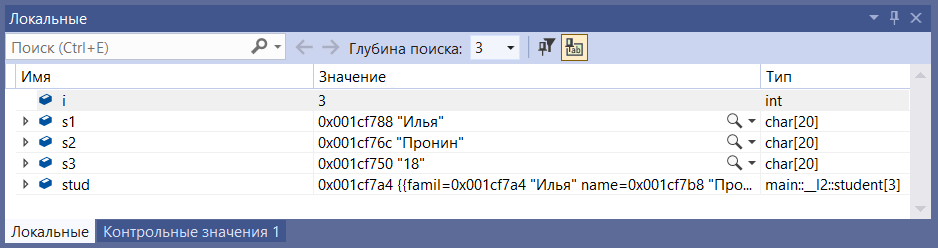 Локальные
Поиск (Ctrl+E) Глубина поиска: 3
Имя Значение Тип
i 3 int
s1 0x001cf788 "Илья" char[20]
s2 0x001cf76c "Пронин" char[20]
s3 0x001cf750 "18" char[20]
stud 0x001cf7a4 {{famil=0x001cf7a4 "Илья" name=0x001cf7b8 "Про... main::__l2::student[3]
Локальные Контрольные значения 1